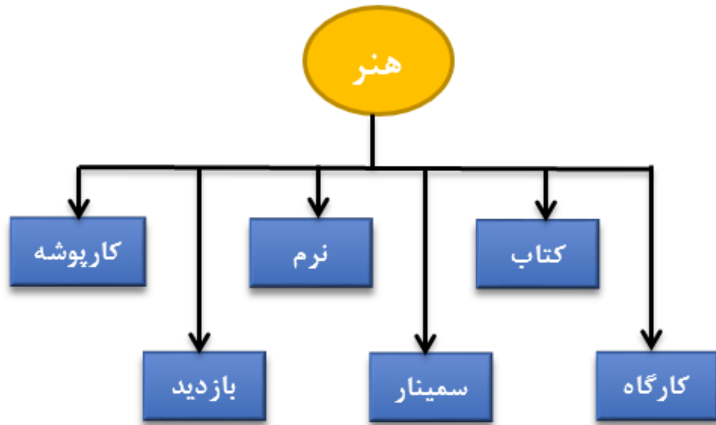 هنر
کتاب
نرم
کارپوشه
کارگاه
سمینار
بازدید